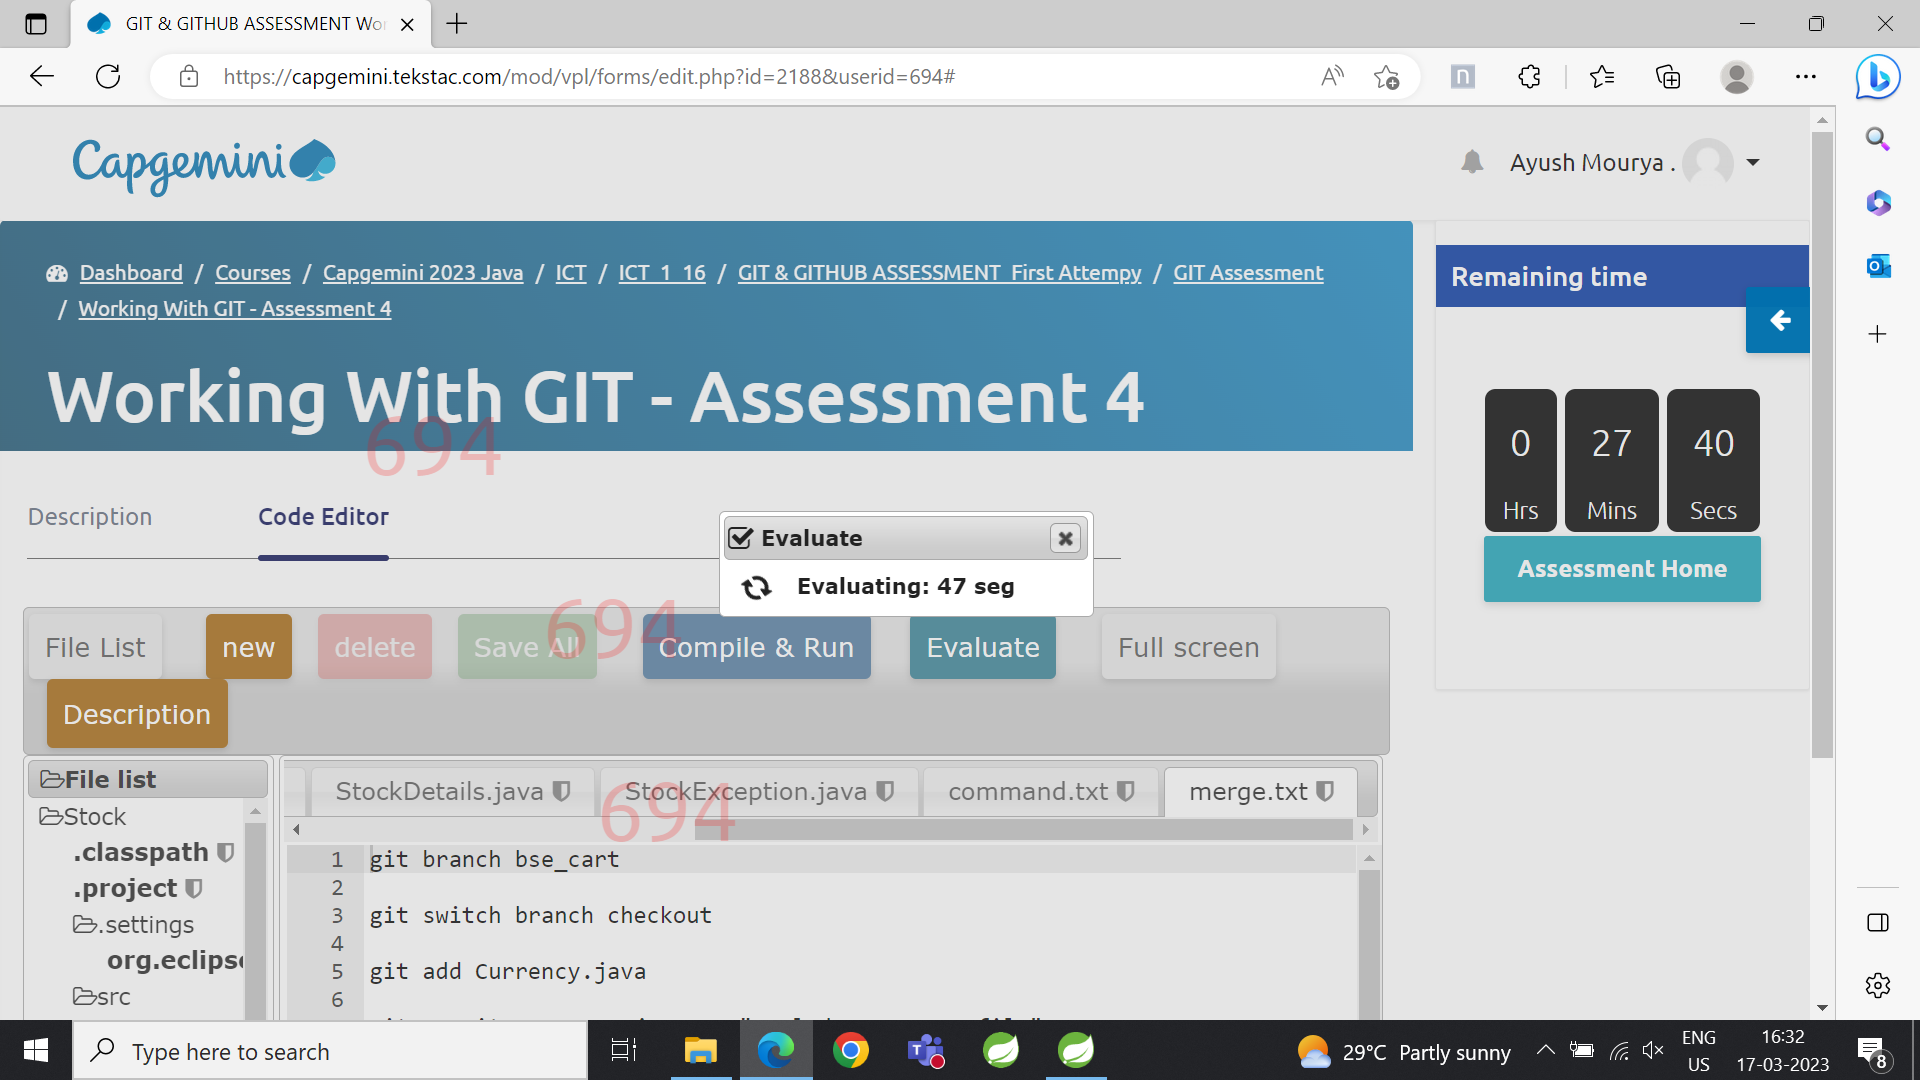 GIT & GITHUB ASSESSMENT Wo
https://capgemini.tekstac.com/mod/vpl/forms/edit.php?id=2188&userid=694#
Capgemini
Ayush Mourya .
Dashboard / Courses / Capgemini 2023 Java / ICT / ICT_1_16 / GIT & GITHUB ASSESSMENT_First Attempy / GIT Assessment
/ Working With GIT - Assessment 4
Working With GIT - Assessment 4
Remaining time
0 27 40
Hrs Mins Secs
Assessment Home
694
Description Code Editor
Evaluate
Evaluating: 47 seg
694
File List new delete Save All Compile & Run Evaluate Full screen
Description
File list
Stock
.classpath
.project
.settings
org.eclipse
src
StockDetails.java StockException.java command.txt merge.txt
694
1 git branch bse_cart
2
3 git switch branch checkout
4
5 git add Currency.java
6
Type here to search
29°C Partly sunny
ENG
US
16:32
17-03-2023
8